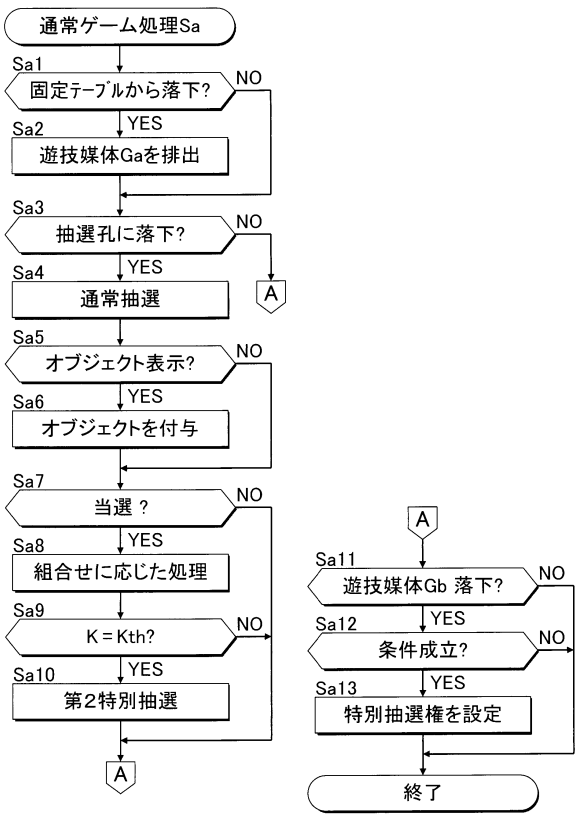 通常ゲーム処理Sa
Sa1
固定テーブルから落下?
NO
YES
Sa2
遊技媒体Gaを排出
Sa3
抽選孔に落下?
NO
YES
A
Sa4
通常抽選
Sa5
オブジェクト表示?
NO
YES
Sa6
オブジェクトを付与
Sa7
当選 ?
NO
YES
Sa8
組合せに応じた処理
Sa9
K=Kth?
NO
YES
Sa10
第2特別抽選
A
A
Sa11
遊技媒体Gb 落下?
NO
YES
Sa12
条件成立?
NO
YES
Sa13
特別抽選権を設定
終了